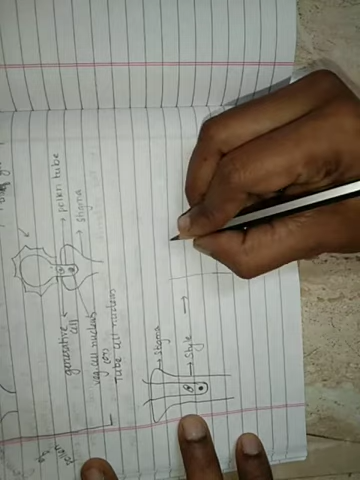 → pollen tube
→ stigma
generative ←
cell
veg cell nucleus
(or)
Tube cell nucleus
→ Stigma
→ Style